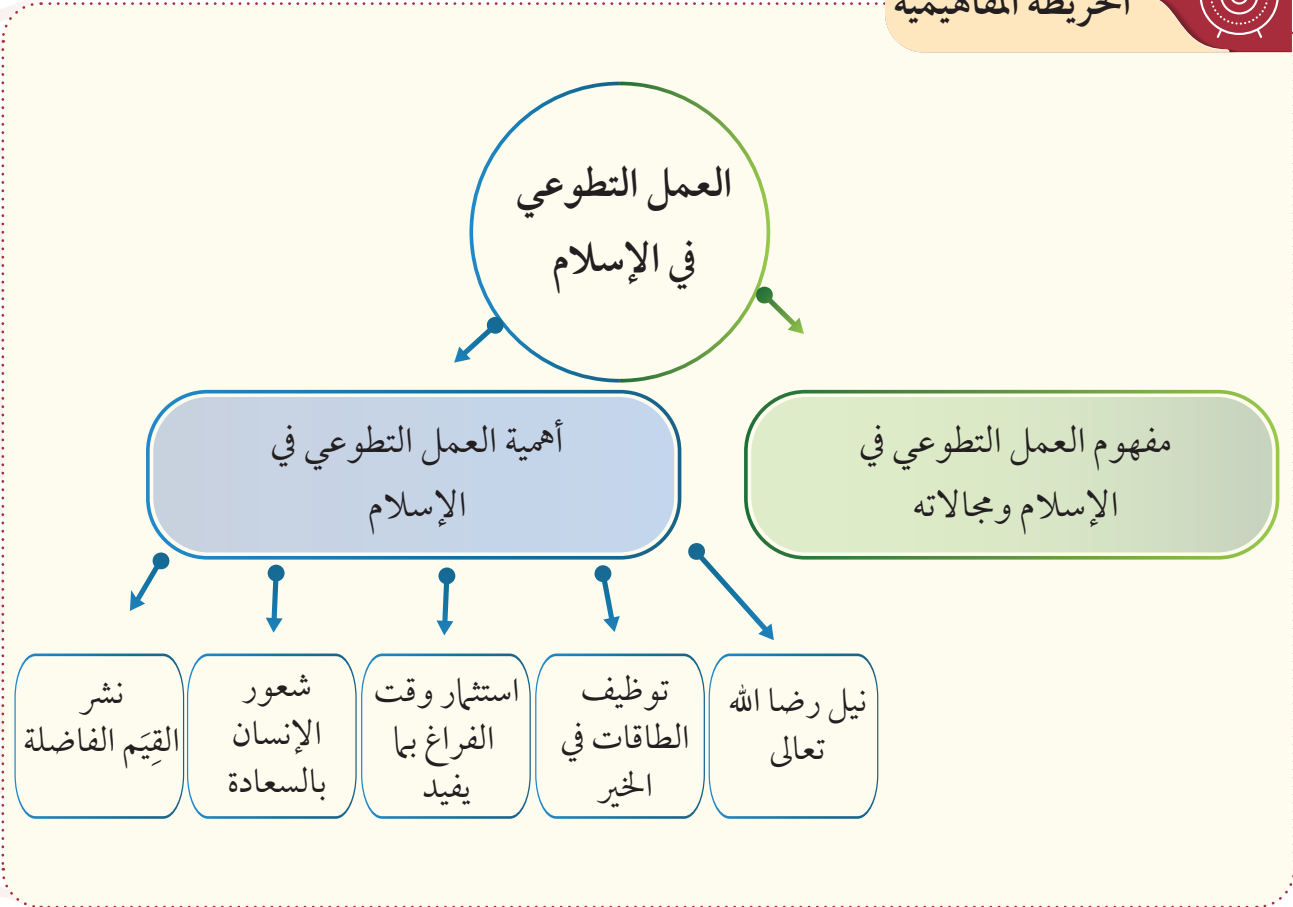 الخريطة المفاهيمية
العمل التطوعي
في الإسلام
مفهوم العمل التطوعي في
الإسلام ومجالاته
أهمية العمل التطوعي في
الإسلام
نيل رضا الله
تعالى
توظيف
الطاقات في
الخير
استثمار وقت
الفراغ بما
يفيد
شعور
الإنسان
بالسعادة
نشر
القِيَم الفاضلة